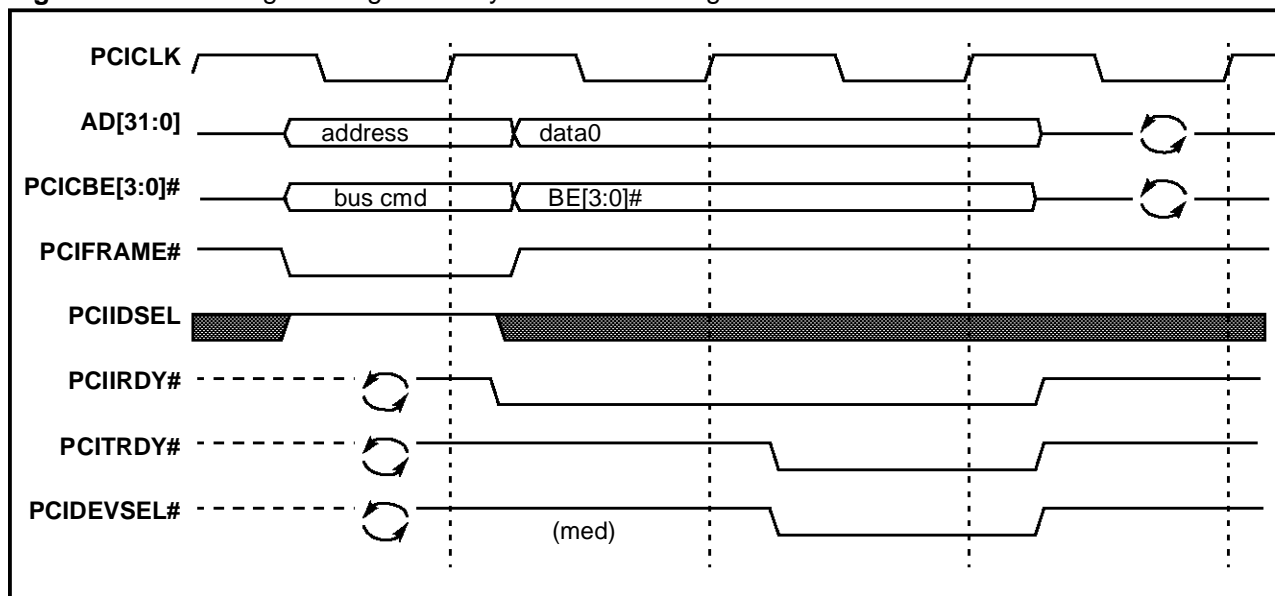 PCICLK
AD[31:0]
address
data0
PCICBE[3:0]#
bus cmd
BE[3:0]#
PCIFRAME#
PCIIDSEL
PCIIRDY#
PCITRDY#
PCIDEVSEL#
(med)